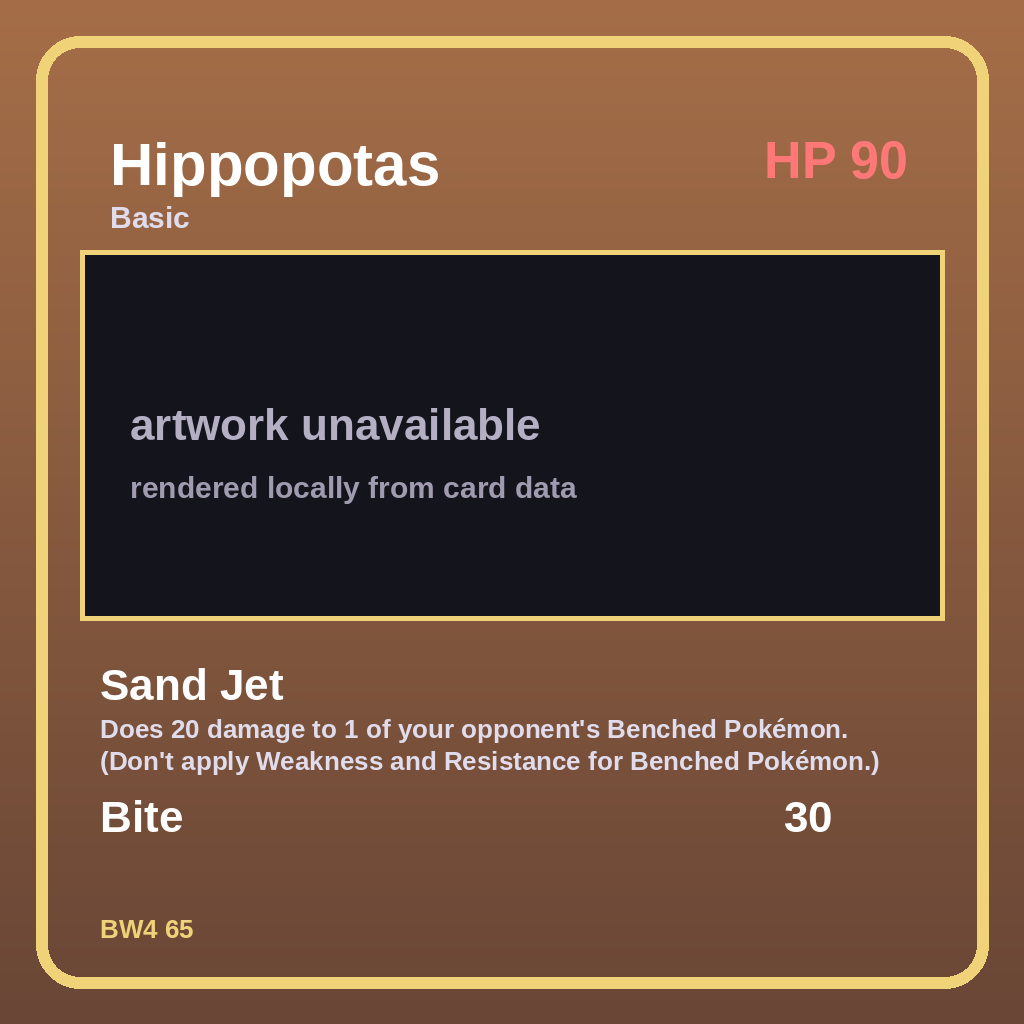 Hippopotas
HP 90
Basic
artwork unavailable
rendered locally from card data
Sand Jet
Does 20 damage to 1 of your opponent's Benched Pokémon.
(Don't apply Weakness and Resistance for Benched Pokémon.)
Bite 30
BW4 65